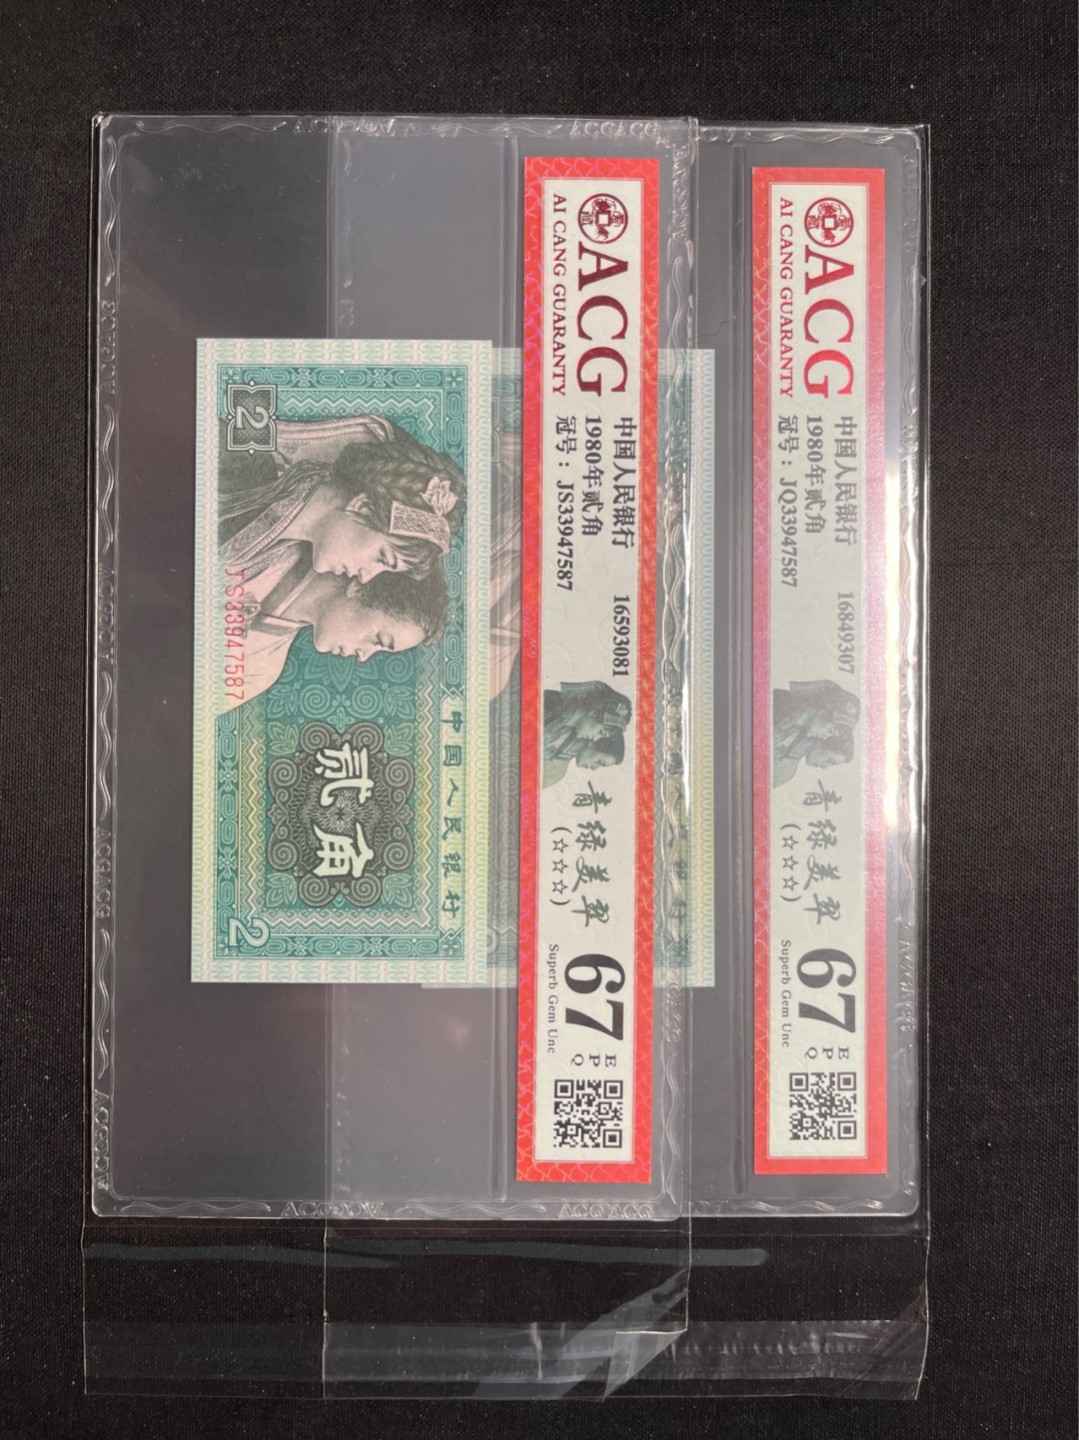 ACG
AI CANG GUARANTY
中国人民银行 16593081
1980年贰角
冠号：JS33947587
青绿美翠
(☆☆☆)
67
EPQ
Superb Gem Unc
ACG
AI CANG GUARANTY
中国人民银行 16849307
1980年贰角
冠号：JQ33947587
青绿美翠
(☆☆☆)
67
EPQ
Superb Gem Unc
中国人民银行
2
贰角
JS33947587
2